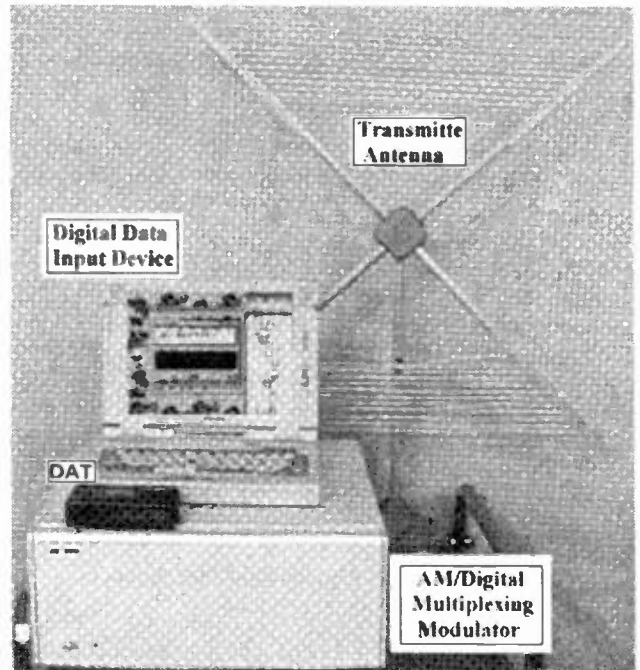 Transmitte
Antenna
Digital Data
Input Device
DAT
AM/Digital
Multiplexing
Modulator